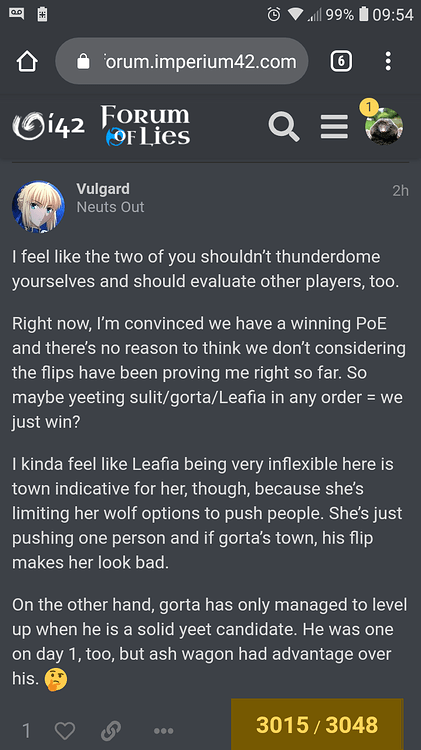 99% 09:54
orum.imperium42.com 6
i42 FORUM OF LIES 1
Vulgard 2h
Neuts Out
I feel like the two of you shouldn't thunderdome
yourselves and should evaluate other players, too.
Right now, I'm convinced we have a winning PoE
and there's no reason to think we don't considering
the flips have been proving me right so far. So
maybe yeeting sulit/gorta/Leafia in any order = we
just win?
I kinda feel like Leafia being very inflexible here is
town indicative for her, though, because she's
limiting her wolf options to push people. She's just
pushing one person and if gorta's town, his flip
makes her look bad.
On the other hand, gorta has only managed to level
up when he is a solid yeet candidate. He was one
on day 1, too, but ash wagon had advantage over
his. 🤔
1 3015 / 3048